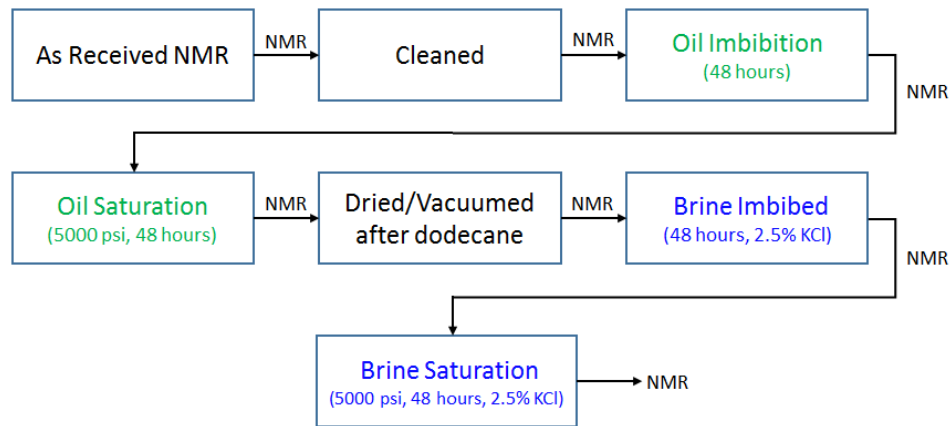 As Received NMR
NMR
Cleaned
NMR
Oil Imbibition
(48 hours)
NMR
Oil Saturation
(5000 psi, 48 hours)
NMR
Dried/Vacuumed
after dodecane
NMR
Brine Imbibed
(48 hours, 2.5% KCl)
NMR
Brine Saturation
(5000 psi, 48 hours, 2.5% KCl)
NMR